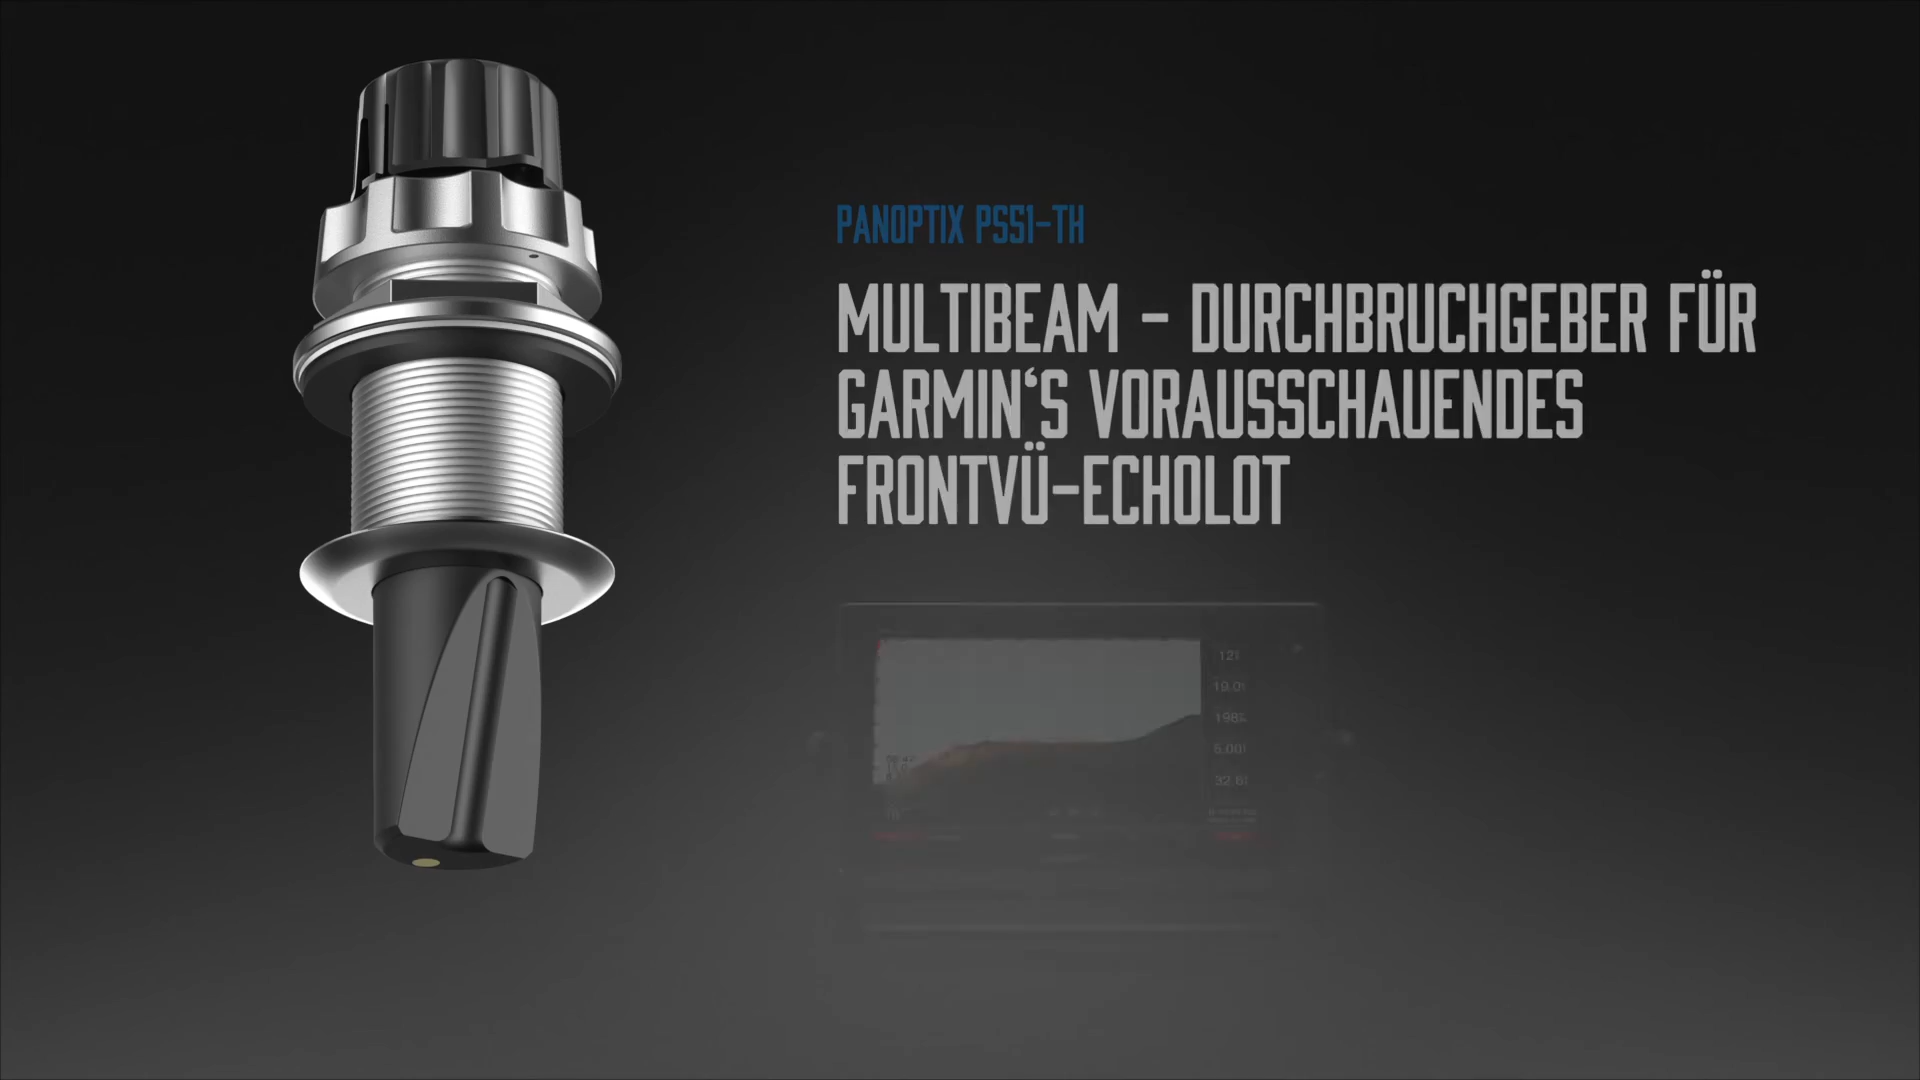 PANOPTIX PS51-TH
MULTIBEAM - DURCHBRUCHGEBER FÜR
GARMIN‘S VORAUSSCHAUENDES
FRONTVÜ-ECHOLOT